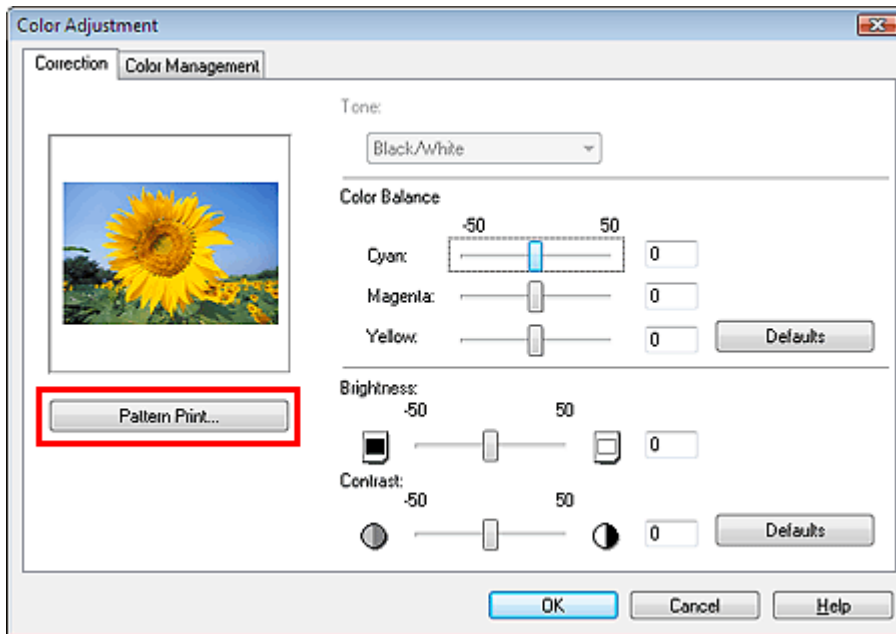 Color Adjustment
Correction
Color Management
Tone:
Black/White
Color Balance
-50 50
Cyan: 0
Magenta: 0
Yellow: 0
Defaults
Pattern Print...
Brightness:
-50 50
0
Contrast:
-50 50
0
Defaults
OK
Cancel
Help